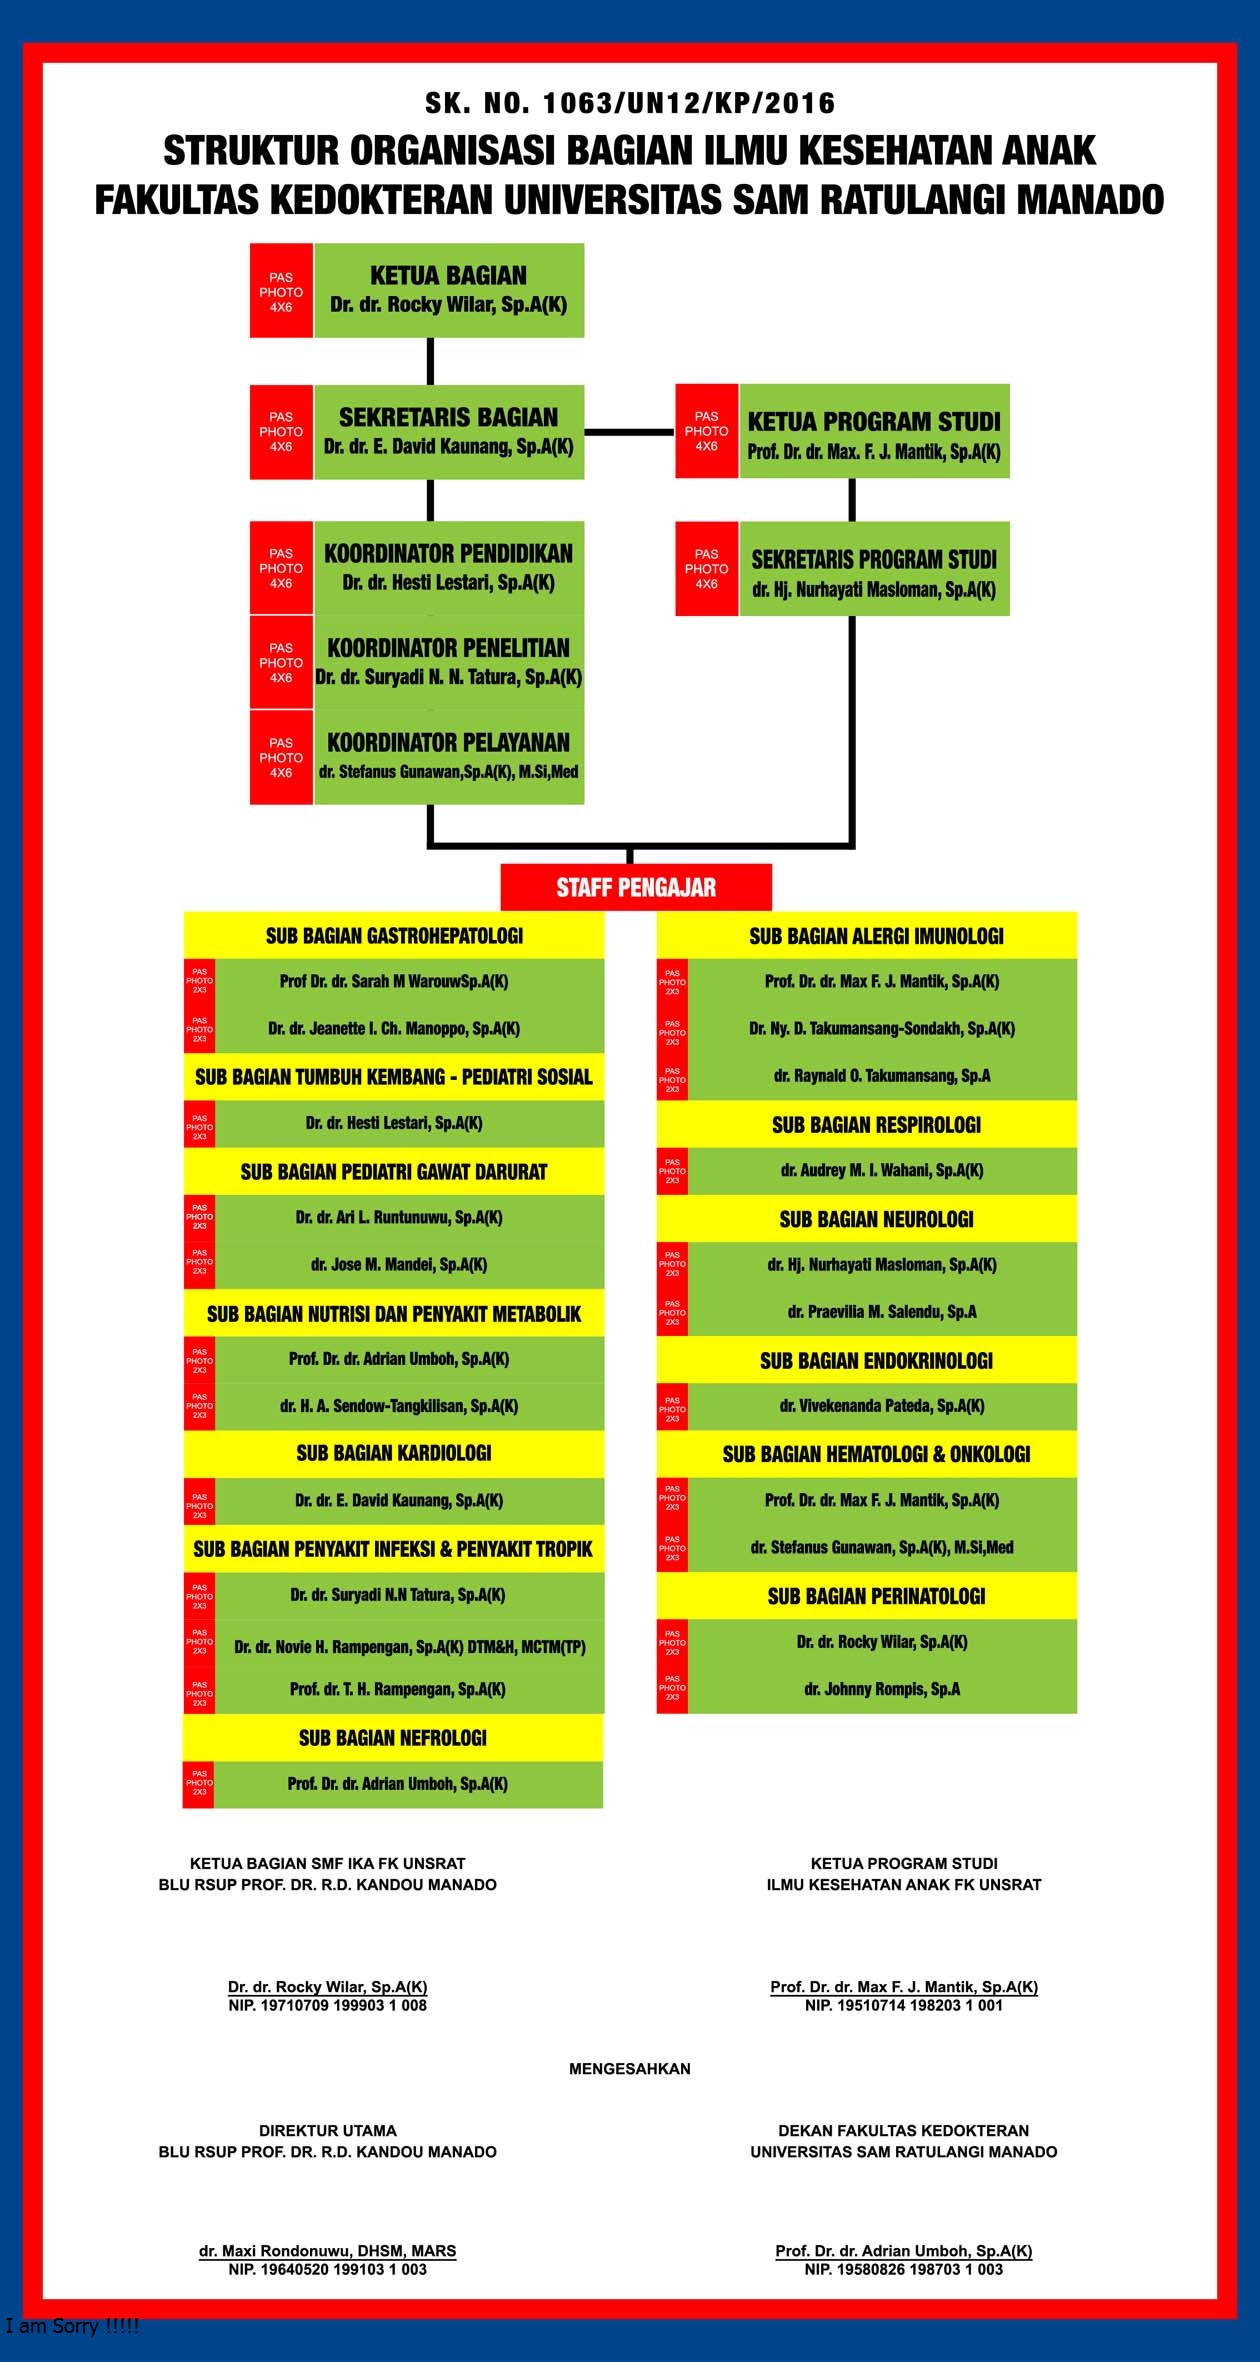 SK. NO. 1063/UN12/KP/2016
STRUKTUR ORGANISASI BAGIAN ILMU KESEHATAN ANAK
FAKULTAS KEDOKTERAN UNIVERSITAS SAM RATULANGI MANADO
PAS
PHOTO
4X6
KETUA BAGIAN
Dr. dr. Rocky Wilar, Sp.A(K)
PAS
PHOTO
4X6
SEKRETARIS BAGIAN
Dr. dr. E. David Kaunang, Sp.A(K)
PAS
PHOTO
4X6
KETUA PROGRAM STUDI
Prof. Dr. dr. Max. F. J. Mantik, Sp.A(K)
PAS
PHOTO
4X6
KOORDINATOR PENDIDIKAN
Dr. dr. Hesti Lestari, Sp.A(K)
PAS
PHOTO
4X6
SEKRETARIS PROGRAM STUDI
dr. Hj. Nurhayati Masloman, Sp.A(K)
PAS
PHOTO
4X6
KOORDINATOR PENELITIAN
Dr. dr. Suryadi N. N. Tatura, Sp.A(K)
PAS
PHOTO
4X6
KOORDINATOR PELAYANAN
dr. Stefanus Gunawan,Sp.A(K), M.Si,Med
STAFF PENGAJAR
SUB BAGIAN GASTROHEPATOLOGI
PAS
PHOTO
2X3
Prof Dr. dr. Sarah M WarouwSp.A(K)
PAS
PHOTO
2X3
Dr. dr. Jeanette I. Ch. Manoppo, Sp.A(K)
SUB BAGIAN TUMBUH KEMBANG - PEDIATRI SOSIAL
PAS
PHOTO
2X3
Dr. dr. Hesti Lestari, Sp.A(K)
SUB BAGIAN PEDIATRI GAWAT DARURAT
PAS
PHOTO
2X3
Dr. dr. Ari L. Runtunuwu, Sp.A(K)
PAS
PHOTO
2X3
dr. Jose M. Mandei, Sp.A(K)
SUB BAGIAN NUTRISI DAN PENYAKIT METABOLIK
PAS
PHOTO
2X3
Prof. Dr. dr. Adrian Umboh, Sp.A(K)
PAS
PHOTO
2X3
dr. H. A. Sendow-Tangkilisan, Sp.A(K)
SUB BAGIAN KARDIOLOGI
PAS
PHOTO
2X3
Dr. dr. E. David Kaunang, Sp.A(K)
SUB BAGIAN PENYAKIT INFEKSI & PENYAKIT TROPIK
PAS
PHOTO
2X3
Dr. dr. Suryadi N.N Tatura, Sp.A(K)
PAS
PHOTO
2X3
Dr. dr. Novie H. Rampengan, Sp.A(K) DTM&H, MCTM(TP)
PAS
PHOTO
2X3
Prof. dr. T. H. Rampengan, Sp.A(K)
SUB BAGIAN NEFROLOGI
PAS
PHOTO
2X3
Prof. Dr. dr. Adrian Umboh, Sp.A(K)
SUB BAGIAN ALERGI IMUNOLOGI
PAS
PHOTO
2X3
Prof. Dr. dr. Max F. J. Mantik, Sp.A(K)
PAS
PHOTO
2X3
Dr. Ny. D. Takumansang-Sondakh, Sp.A(K)
PAS
PHOTO
2X3
dr. Raynald O. Takumansang, Sp.A
SUB BAGIAN RESPIROLOGI
PAS
PHOTO
2X3
dr. Audrey M. I. Wahani, Sp.A(K)
SUB BAGIAN NEUROLOGI
PAS
PHOTO
2X3
dr. Hj. Nurhayati Masloman, Sp.A(K)
PAS
PHOTO
2X3
dr. Praevilia M. Salendu, Sp.A
SUB BAGIAN ENDOKRINOLOGI
PAS
PHOTO
2X3
dr. Vivekenanda Pateda, Sp.A(K)
SUB BAGIAN HEMATOLOGI & ONKOLOGI
PAS
PHOTO
2X3
Prof. Dr. dr. Max F. J. Mantik, Sp.A(K)
PAS
PHOTO
2X3
dr. Stefanus Gunawan, Sp.A(K), M.Si,Med
SUB BAGIAN PERINATOLOGI
PAS
PHOTO
2X3
Dr. dr. Rocky Wilar, Sp.A(K)
PAS
PHOTO
2X3
dr. Johnny Rompis, Sp.A
KETUA BAGIAN SMF IKA FK UNSRAT
BLU RSUP PROF. DR. R.D. KANDOU MANADO
Dr. dr. Rocky Wilar, Sp.A(K)
NIP. 19710709 199903 1 008
KETUA PROGRAM STUDI
ILMU KESEHATAN ANAK FK UNSRAT
Prof. Dr. dr. Max F. J. Mantik, Sp.A(K)
NIP. 19510714 198203 1 001
MENGESAHKAN
DIREKTUR UTAMA
BLU RSUP PROF. DR. R.D. KANDOU MANADO
dr. Maxi Rondonuwu, DHSM, MARS
NIP. 19640520 199103 1 003
DEKAN FAKULTAS KEDOKTERAN
UNIVERSITAS SAM RATULANGI MANADO
Prof. Dr. dr. Adrian Umboh, Sp.A(K)
NIP. 19580826 198703 1 003
I am Sorry !!!!!